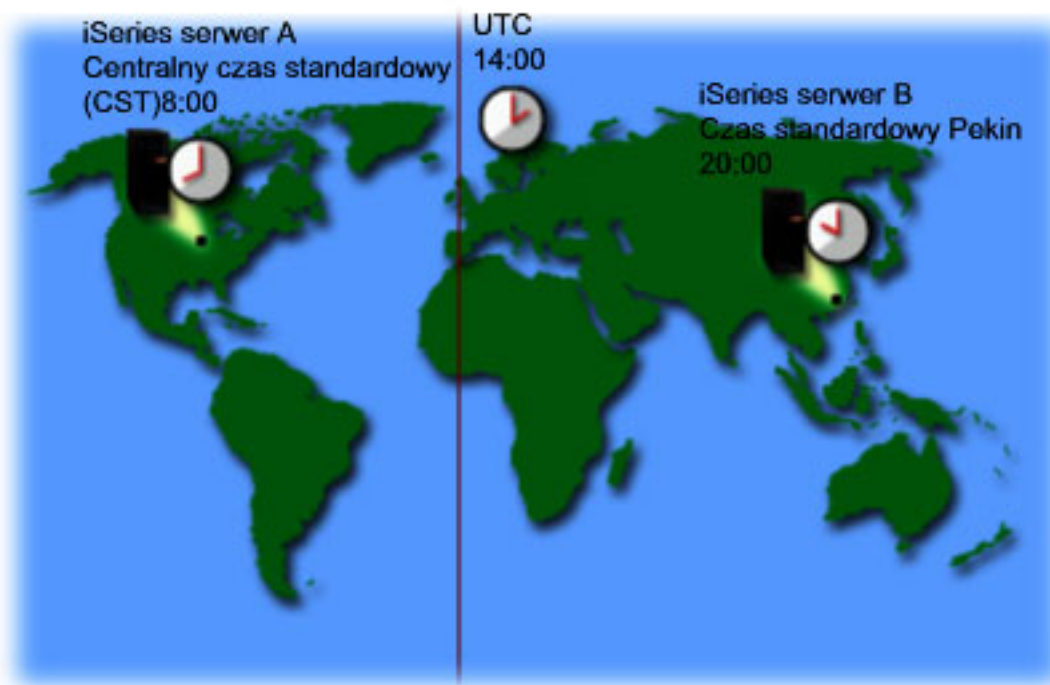 iSeries serwer A
Centralny czas standardowy
(CST)8:00
UTC
14:00
iSeries serwer B
Czas standardowy Pekin
20:00